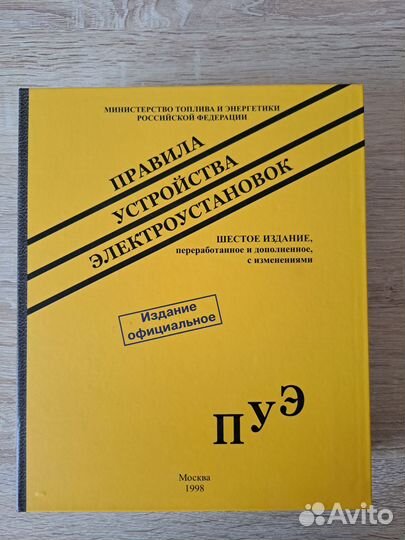 МИНИСТЕРСТВО ТОПЛИВА И ЭНЕРГЕТИКИ
РОССИЙСКОЙ ФЕДЕРАЦИИ
ПРАВИЛА
УСТРОЙСТВА
ЭЛЕКТРОУСТАНОВОК
ШЕСТОЕ ИЗДАНИЕ,
переработанное и дополненное,
с изменениями
Издание
официальное
ПУЭ
Москва
1998
Avito